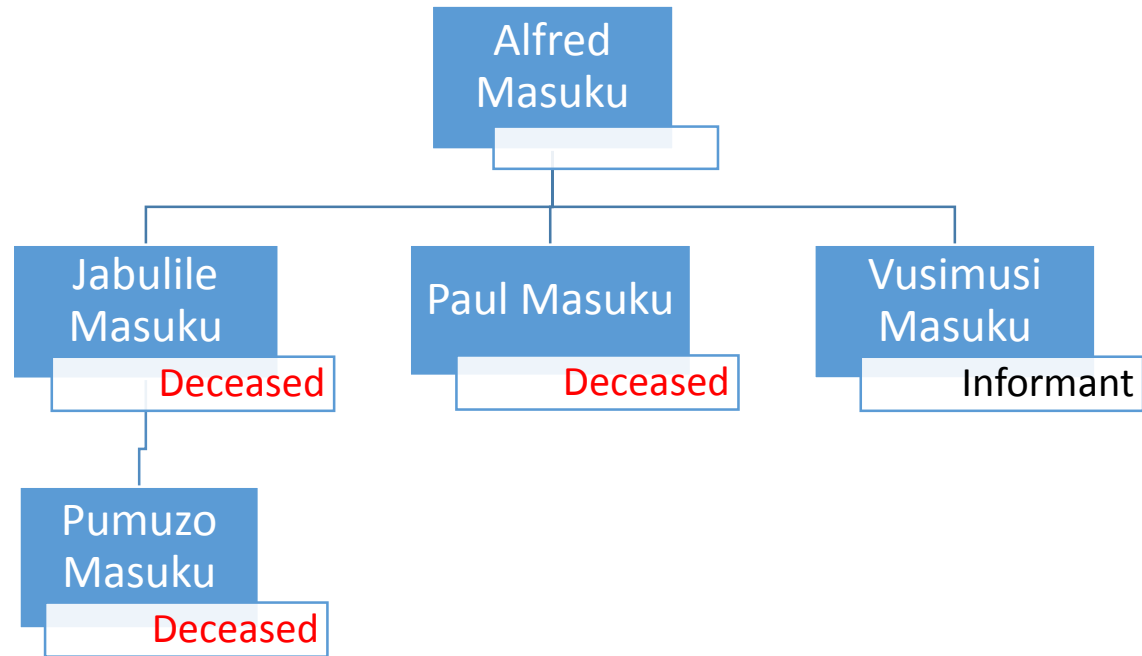 Alfred
Masuku
Jabulile
Masuku
Deceased
Paul Masuku
Deceased
Vusimusi
Masuku
Informant
Pumuzo
Masuku
Deceased